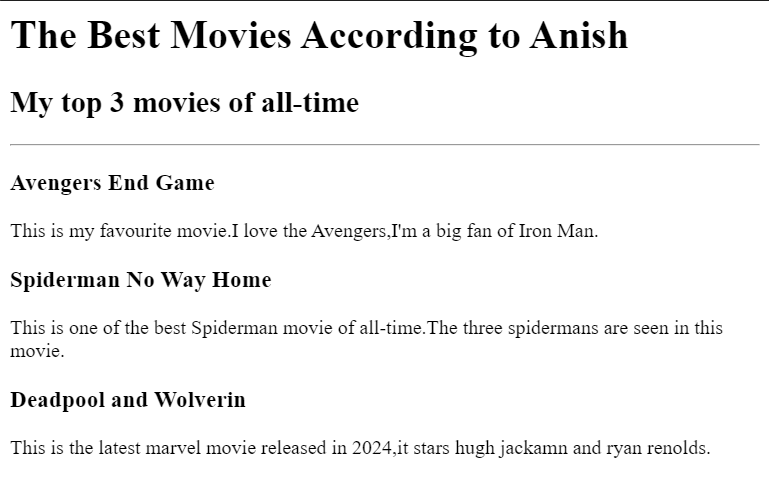 The Best Movies According to Anish
My top 3 movies of all-time
Avengers End Game
This is my favourite movie.I love the Avengers,I'm a big fan of Iron Man.
Spiderman No Way Home
This is one of the best Spiderman movie of all-time.The three spidermans are seen in this
movie.
Deadpool and Wolverin
This is the latest marvel movie released in 2024,it stars hugh jackamn and ryan renolds.